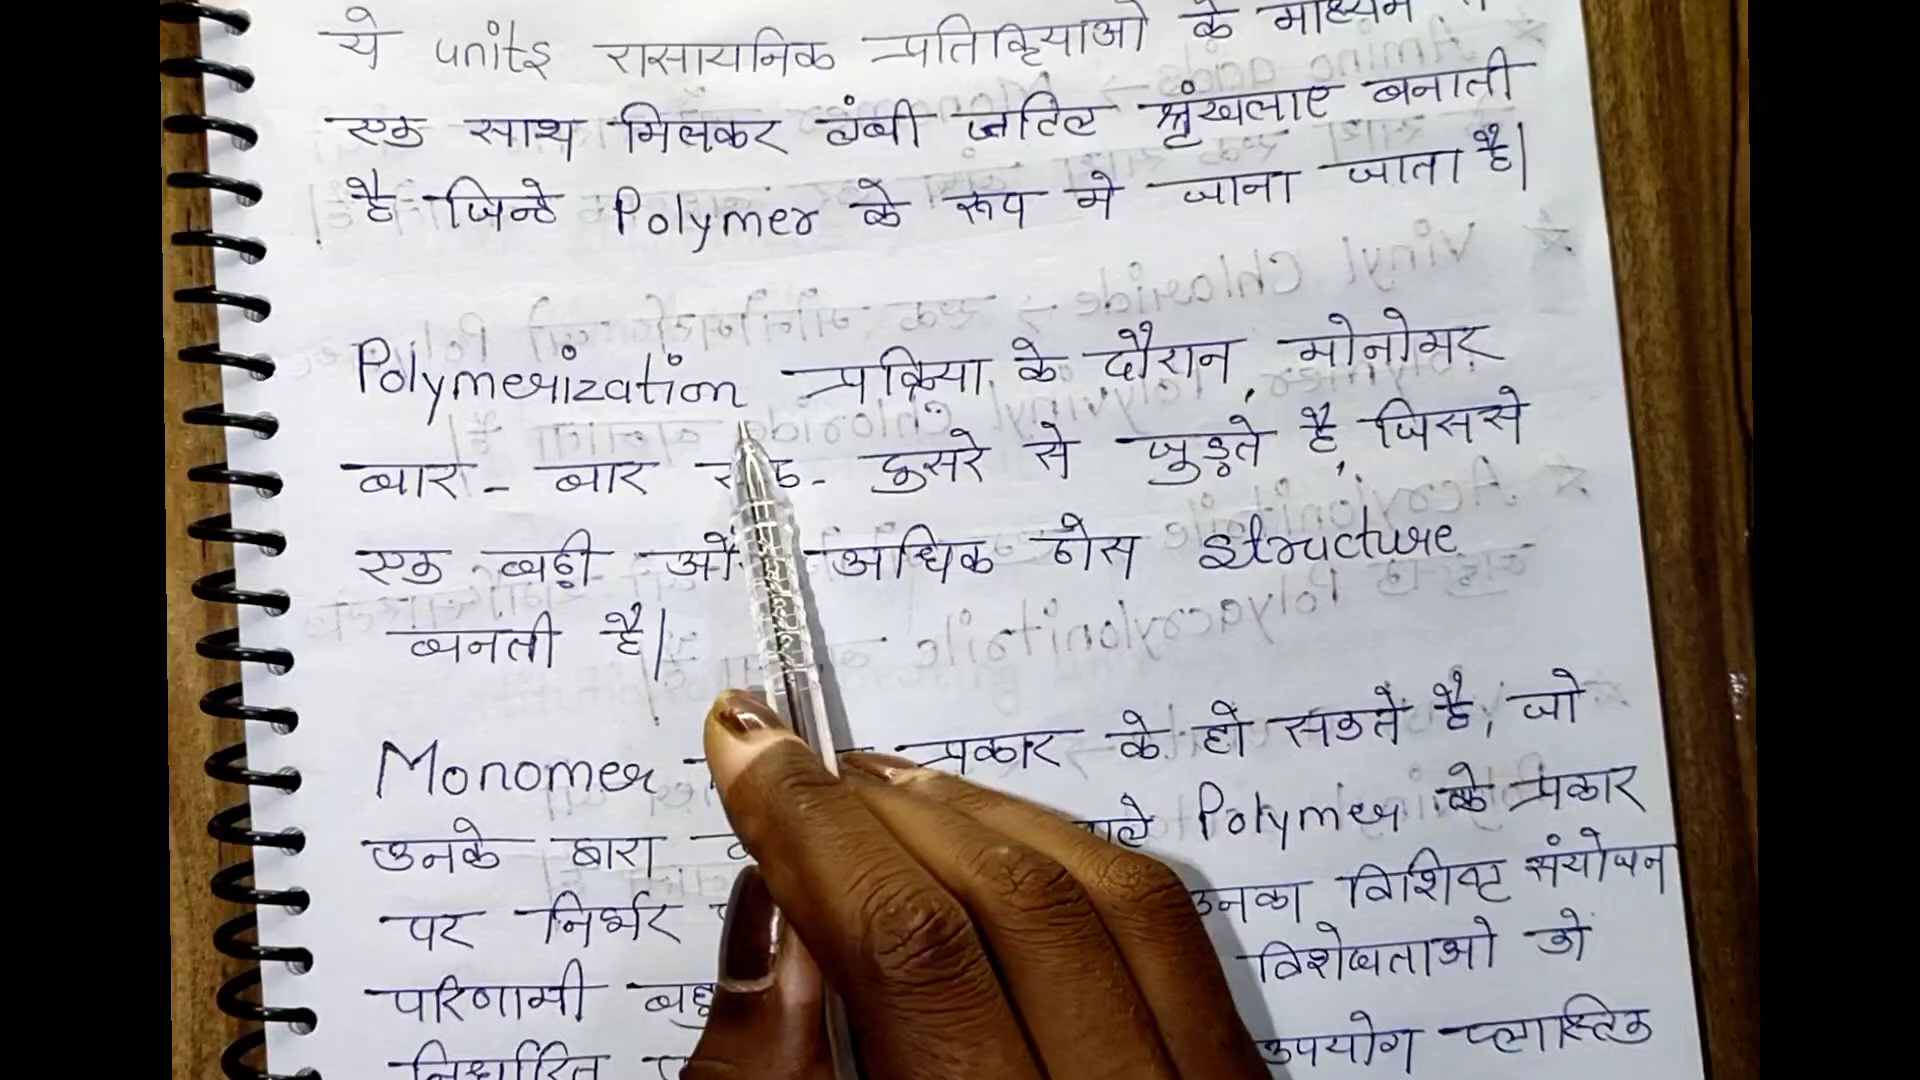 ये units रासायनिक प्रतिक्रियाओ के माध्यम
एक साथ मिलकर लंबी जटिल श्रृंखलाए बनाती
है जिन्हे Polymer के रूप मे जाना जाता है।
Polymerization प्रक्रिया के दौरान, मोनोमर
बार-बार एक-दुसरे से जुड़ते है, जिससे
एक बड़ी और अधिक ठोस structure
बनती है।
Monomer प्रकार के हो सकते है, जो
उनके द्वारा वाले Polymer के प्रकार
पर निर्भर उनका विशिष्ट संयोजन
परिणामी विशेषताओ को
निर्धारित उपयोग प्लास्टिक